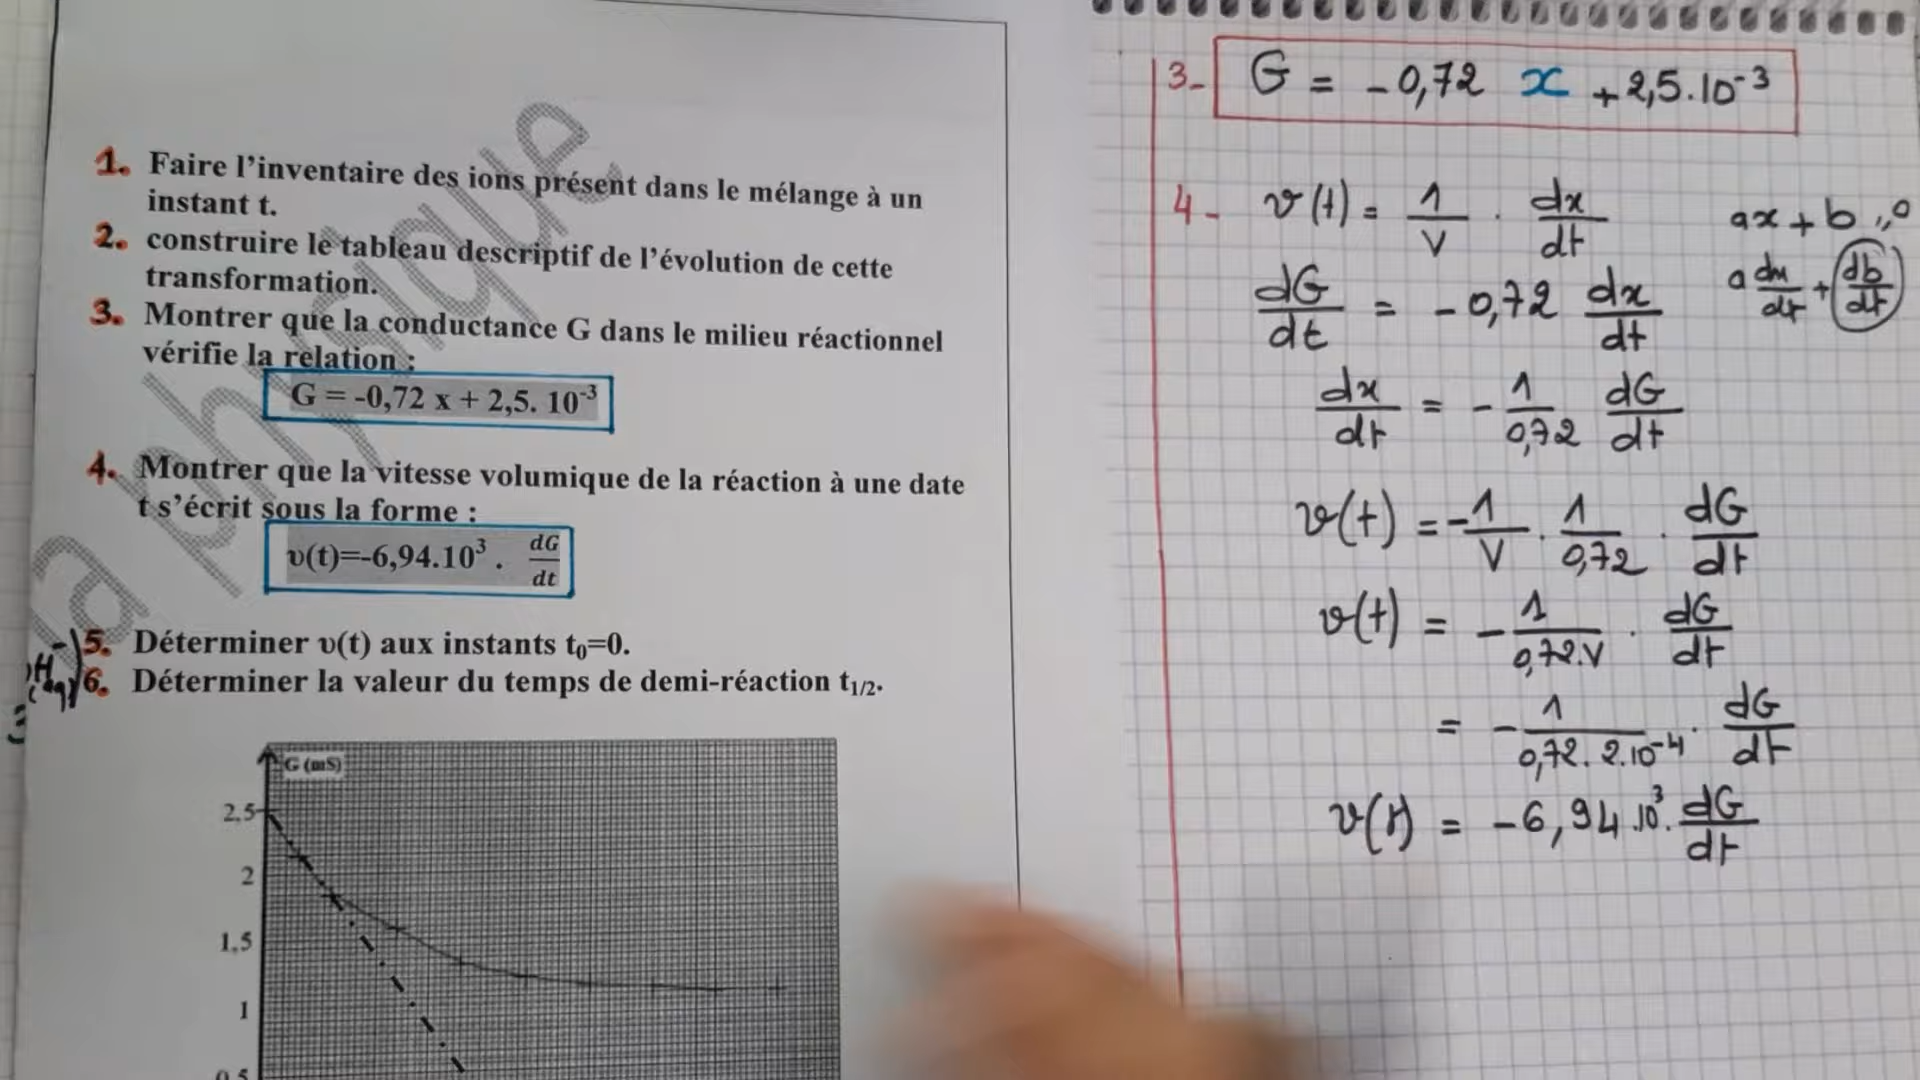 1. Faire l'inventaire des ions présent dans le mélange à un
instant t.
2. construire le tableau descriptif de l'évolution de cette
transformation.
3. Montrer que la conductance G dans le milieu réactionnel
vérifie la relation :
G = -0,72 x + 2,5. 10⁻³
4. Montrer que la vitesse volumique de la réaction à une date
t s'écrit sous la forme :
υ(t)=-6,94.10³ . dG/dt
5. Déterminer υ(t) aux instants t₀=0.
6. Déterminer la valeur du temps de demi-réaction t₁/₂.
G (mS)
2,5
2
1,5
1
0,5
physique
3- G = -0,72 x + 2,5.10⁻³
4- v(t) = 1/V . dx/dt
dG/dt = -0,72 dx/dt
dx/dt = - 1/0,72 dG/dt
v(t) = - 1/V . 1/0,72 . dG/dt
v(t) = - 1/0,72.V . dG/dt
= - 1/0,72.2.10⁻⁴ . dG/dt
v(t) = -6,94.10³. dG/dt
ax + b
a dx/dt + db/dt